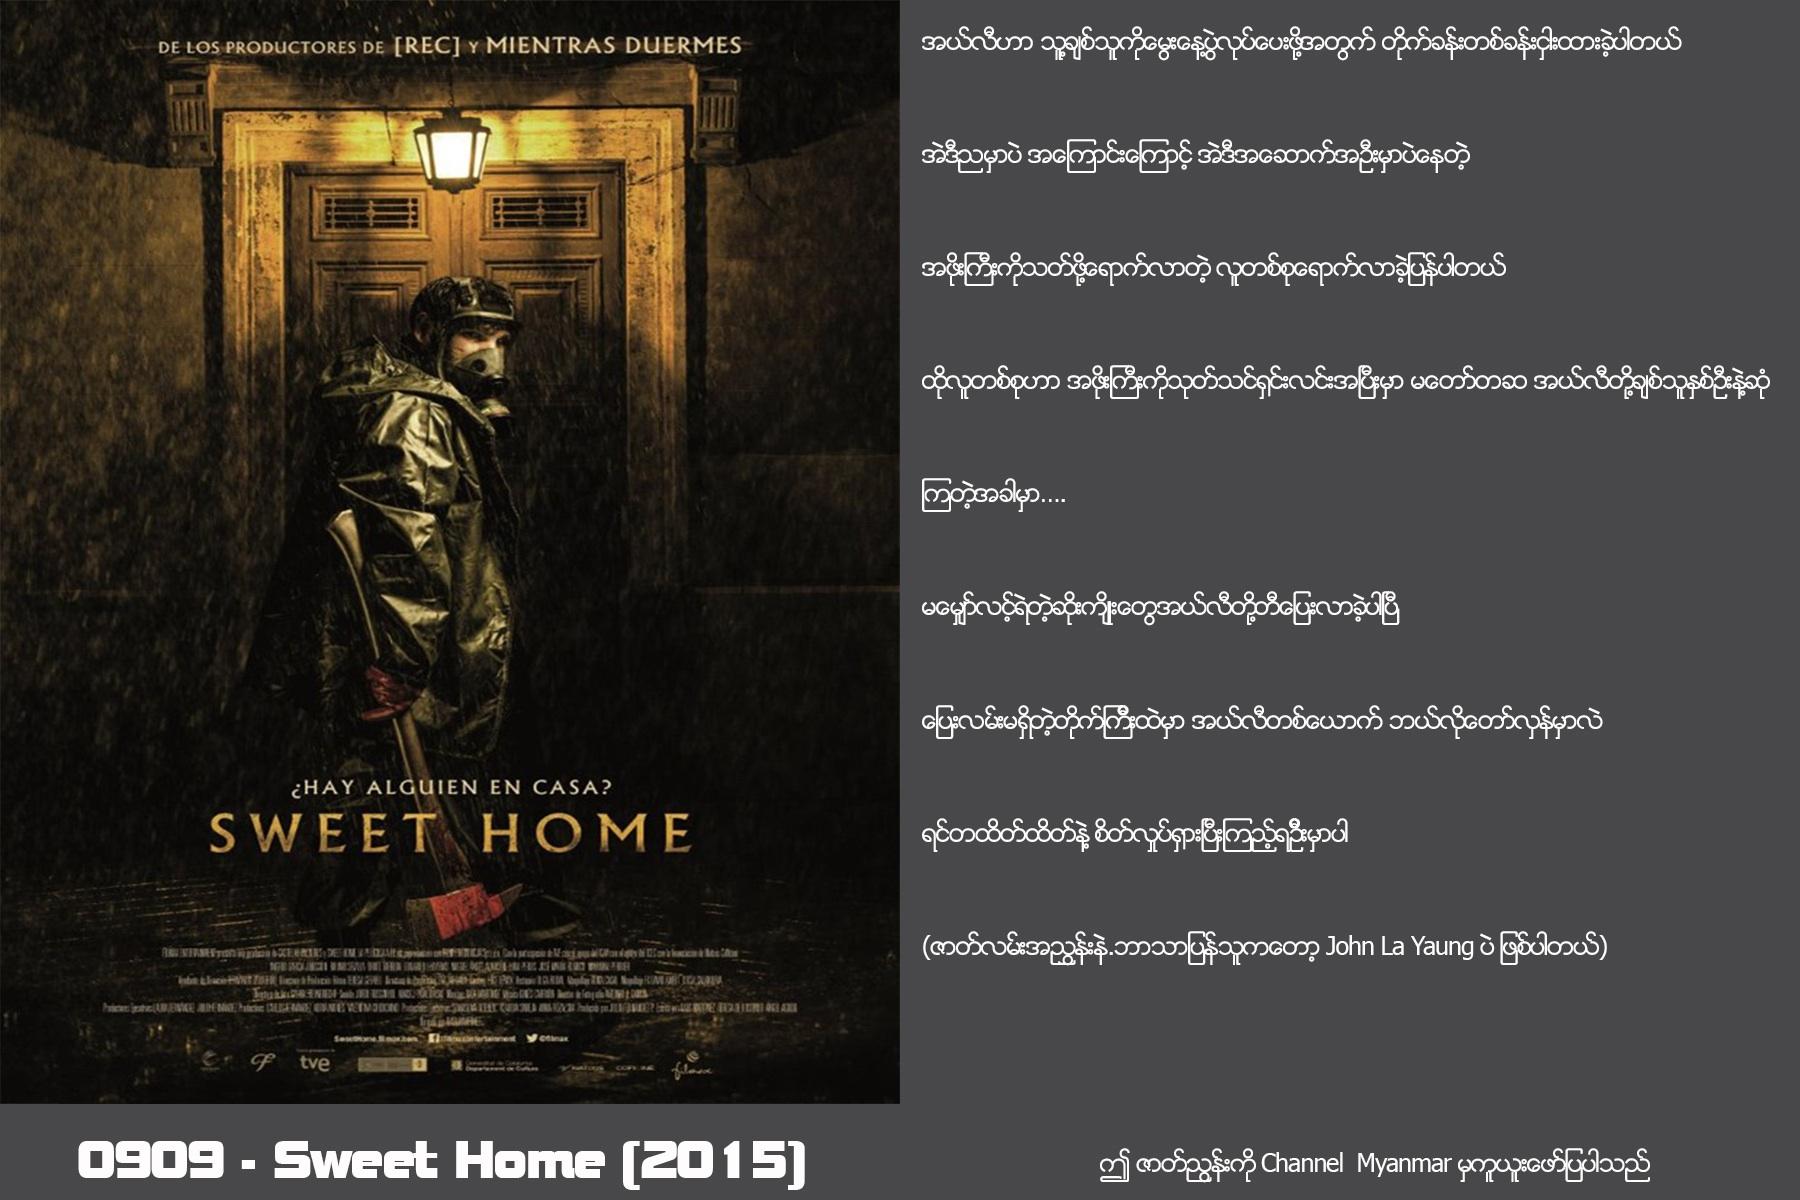 DE LOS PRODUCTORES DE [REC] Y MIENTRAS DUERMES
¿HAY ALGUIEN EN CASA?
SWEET HOME
SweetHome.filmax.com
tve
Generalitat de Catalunya
Departament de Cultura
filmax
0909 - Sweet Home (2015)
အယ်လီဟာ သူ့ချစ်သူကိုမွေးနေ့ပွဲလုပ်ပေးဖို့အတွက် တိုက်ခန်းတစ်ခန်းငှါးထားခဲ့ပါတယ်
အဲဒီညမှာပဲ အကြောင်းကြောင့် အဲဒီအဆောက်အဦးမှာပဲနေတဲ့
အဖိုးကြီးကိုသတ်ဖို့ရောက်လာတဲ့ လူတစ်စုရောက်လာခဲ့ပြန်ပါတယ်
ထိုလူတစ်စုဟာ အဖိုးကြီးကိုသုတ်သင်ရှင်းလင်းအပြီးမှာ မတော်တဆ အယ်လီတို့ချစ်သူနှစ်ဦးနဲ့ဆုံ
ကြတဲ့အခါမှာ....
မမျှော်လင့်ရဲတဲ့ဆိုးကျိုးတွေအယ်လီတို့ဘီပြေးလာခဲ့ပါပြီ
ပြေးလမ်းမရှိတဲ့တိုက်ကြီးထဲမှာ အယ်လီတစ်ယောက် ဘယ်လိုတော်လှန်မှာလဲ
ရင်တထိတ်ထိတ်နဲ့ စိတ်လှုပ်ရှားပြီးကြည့်ရဦးမှာပါ
(ဇာတ်လမ်းအညွှန်းနဲ.ဘာသာပြန်သူကတော့ John La Yaung ပဲ ဖြစ်ပါတယ်)
ဤ ဇာတ်ညွှန်းကို Channel Myanmar မှကူယူးဖော်ပြပါသည်